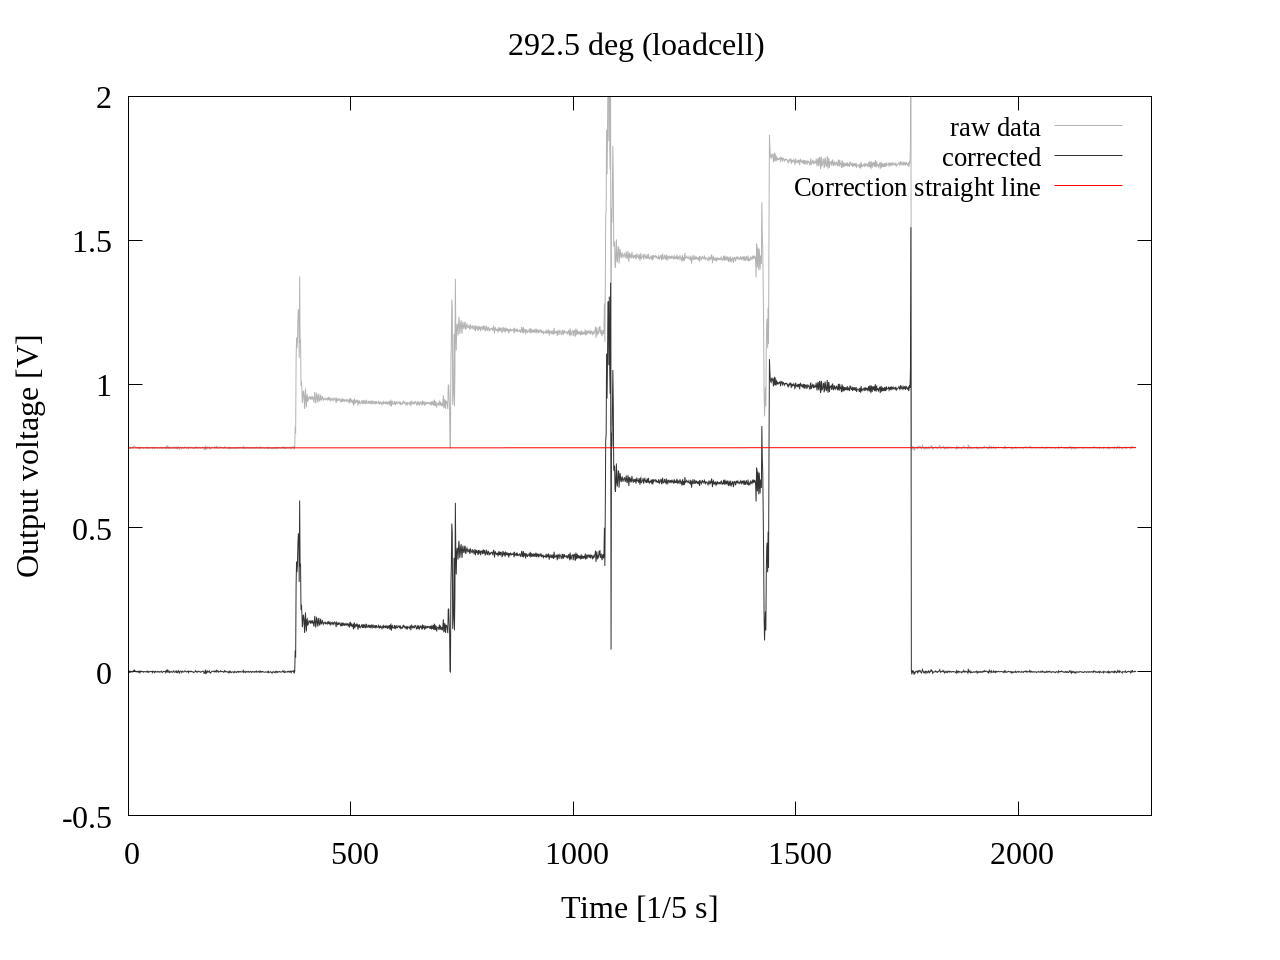 292.5 deg (loadcell)
2
1.5
1
0.5
0
-0.5
Output voltage [V]
raw data
corrected
Correction straight line
0 500 1000 1500 2000
Time [1/5 s]